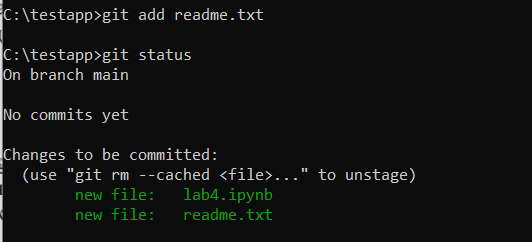 C:\testapp>git add readme.txt
C:\testapp>git status
On branch main
No commits yet
Changes to be committed:
(use "git rm --cached <file>..." to unstage)
new file: lab4.ipynb
new file: readme.txt